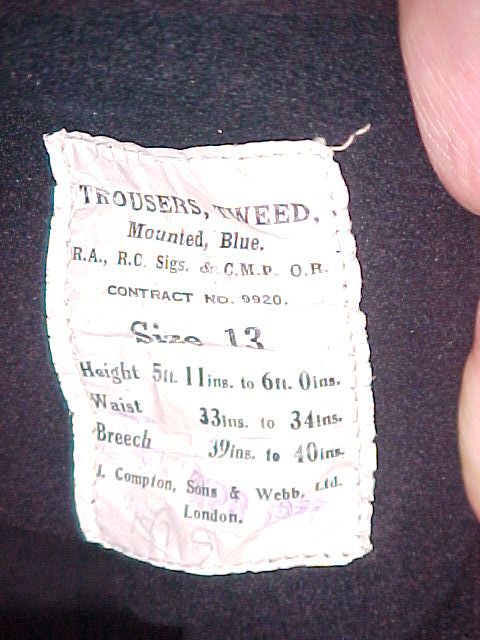 TROUSERS, TWEED,
Mounted, Blue.
R.A., R.C. Sigs. & C.M.P. O.R.
CONTRACT NO. 9920.
Size 13
Height 5ft. 11ins. to 6ft. 0ins.
Waist 33ins. to 34ins.
Breech 39ins. to 40ins.
J. Compton, Sons & Webb, Ltd.
London.